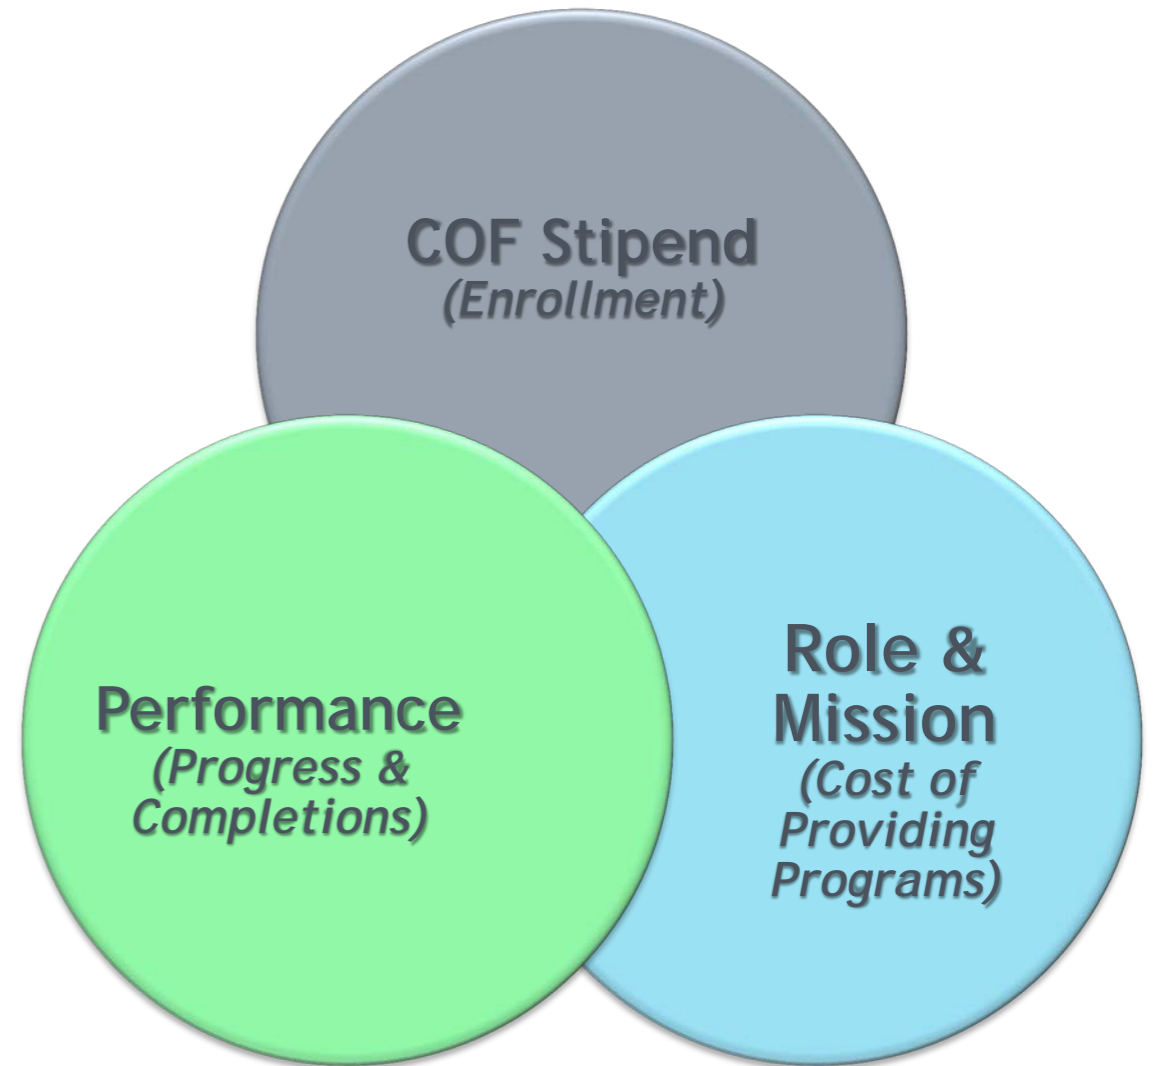 COF Stipend
(Enrollment)
Performance
(Progress &
Completions)
Role &
Mission
(Cost of
Providing
Programs)